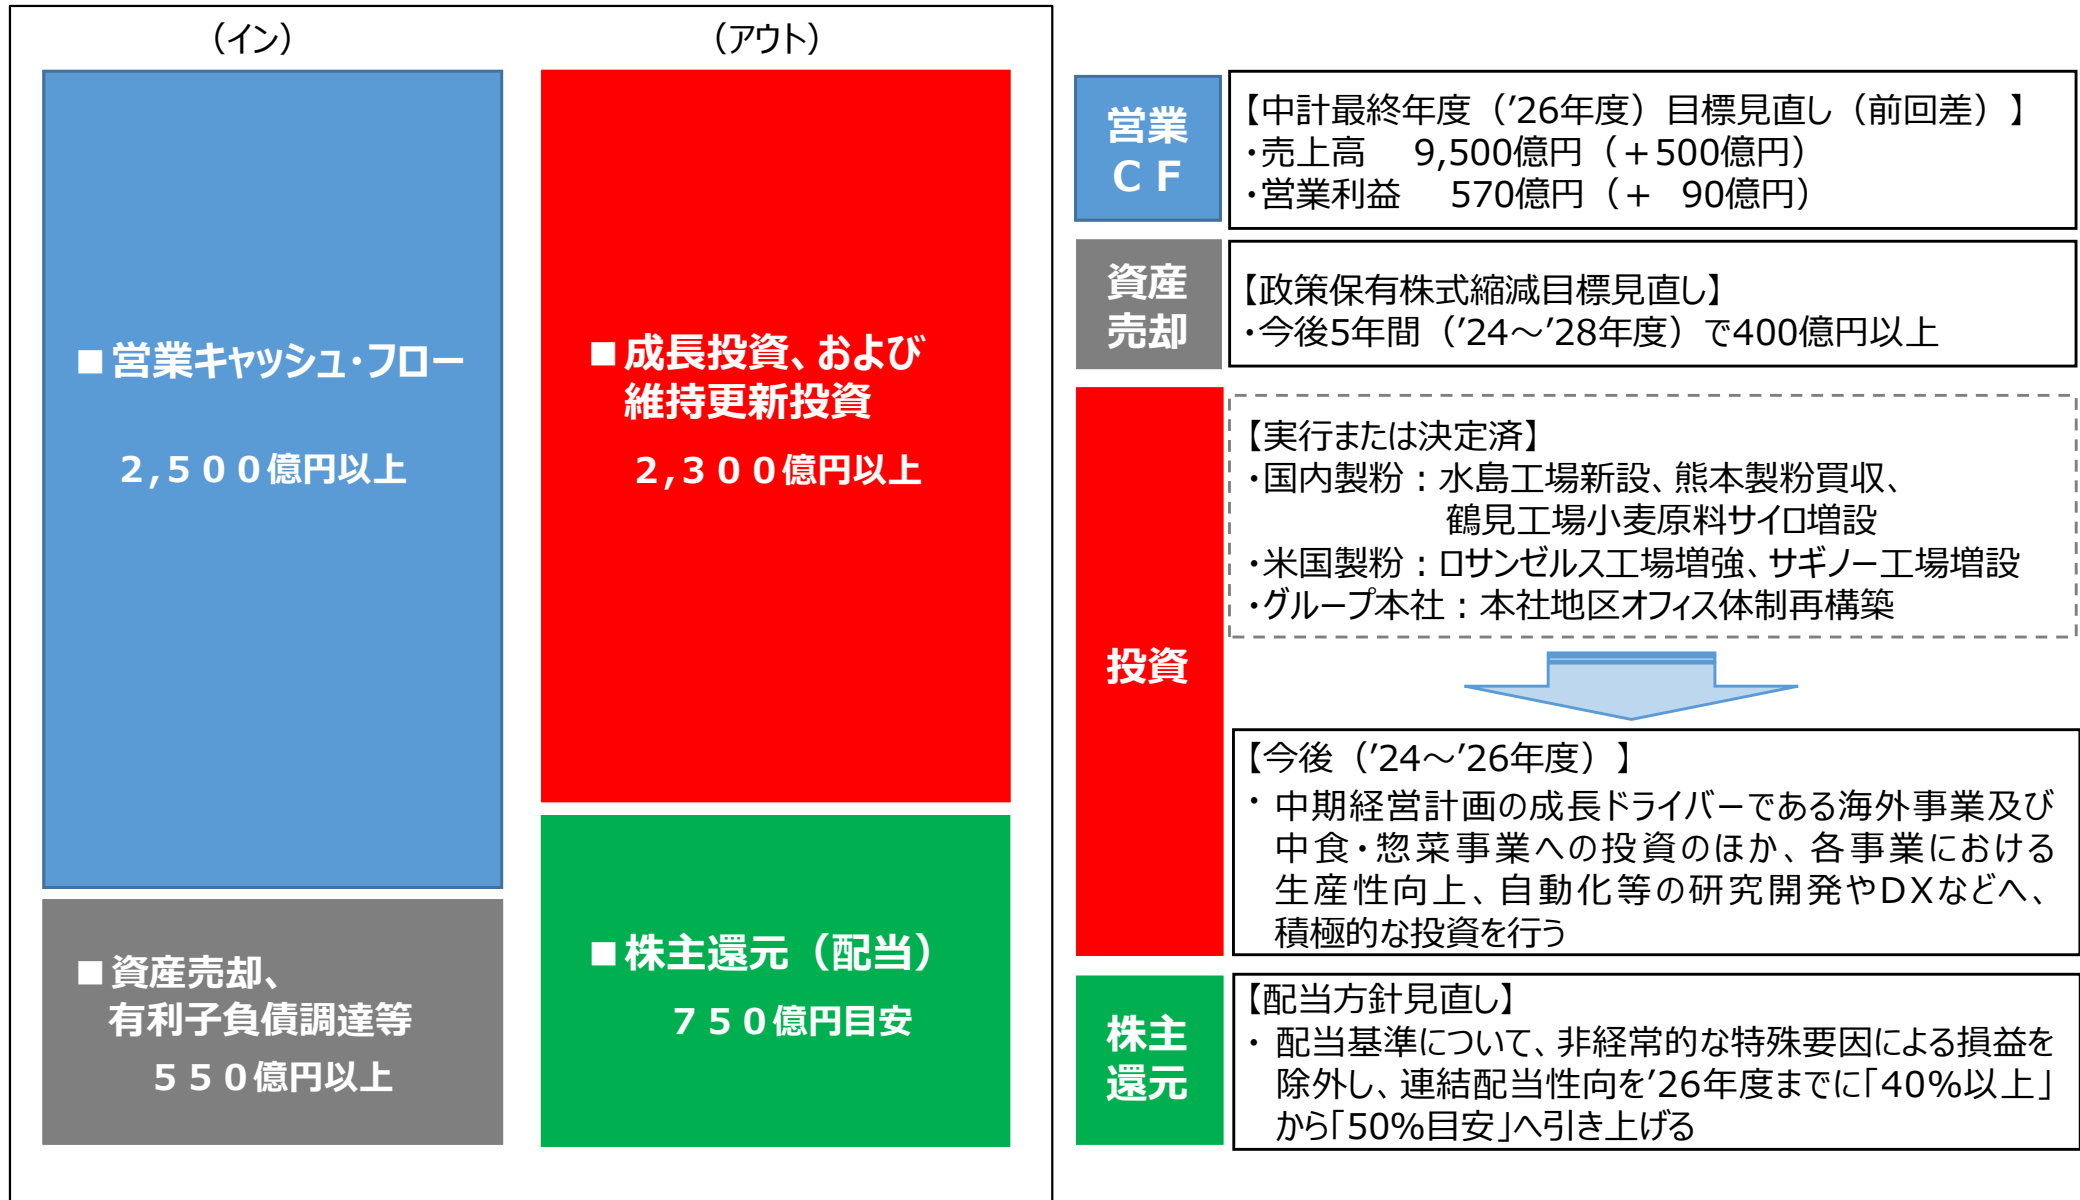 （イン）
■営業キャッシュ・フロー
２,５００億円以上
■資産売却、
有利子負債調達等
５５０億円以上
（アウト）
■成長投資、および
維持更新投資
２,３００億円以上
■株主還元（配当）
７５０億円目安
営業
ＣＦ
【中計最終年度（’26年度）目標見直し（前回差）】
・売上高　9,500億円（＋500億円）
・営業利益　570億円（＋ 90億円）
資産
売却
【政策保有株式縮減目標見直し】
・今後5年間（’24～’28年度）で400億円以上
投資
【実行または決定済】
・国内製粉：水島工場新設、熊本製粉買収、
鶴見工場小麦原料サイロ増設
・米国製粉：ロサンゼルス工場増強、サギノー工場増設
・グループ本社：本社地区オフィス体制再構築
【今後（’24～’26年度）】
・中期経営計画の成長ドライバーである海外事業及び
中食・惣菜事業への投資のほか、各事業における
生産性向上、自動化等の研究開発やDXなどへ、
積極的な投資を行う
株主
還元
【配当方針見直し】
・配当基準について、非経常的な特殊要因による損益を
除外し、連結配当性向を’26年度までに「40%以上」
から「50%目安」へ引き上げる